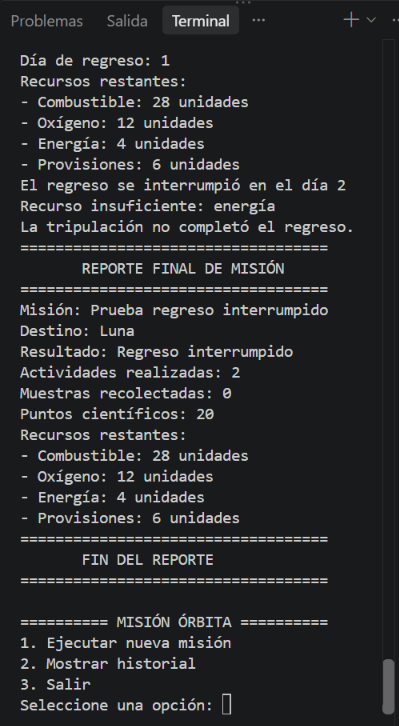 Problemas Salida Terminal ···
Día de regreso: 1
Recursos restantes:
- Combustible: 28 unidades
- Oxígeno: 12 unidades
- Energía: 4 unidades
- Provisiones: 6 unidades
El regreso se interrumpió en el día 2
Recurso insuficiente: energía
La tripulación no completó el regreso.
===================================
REPORTE FINAL DE MISIÓN
===================================
Misión: Prueba regreso interrumpido
Destino: Luna
Resultado: Regreso interrumpido
Actividades realizadas: 2
Muestras recolectadas: 0
Puntos científicos: 20
Recursos restantes:
- Combustible: 28 unidades
- Oxígeno: 12 unidades
- Energía: 4 unidades
- Provisiones: 6 unidades
===================================
FIN DEL REPORTE
===================================
========== MISIÓN ÓRBITA ==========
1. Ejecutar nueva misión
2. Mostrar historial
3. Salir
Seleccione una opción: